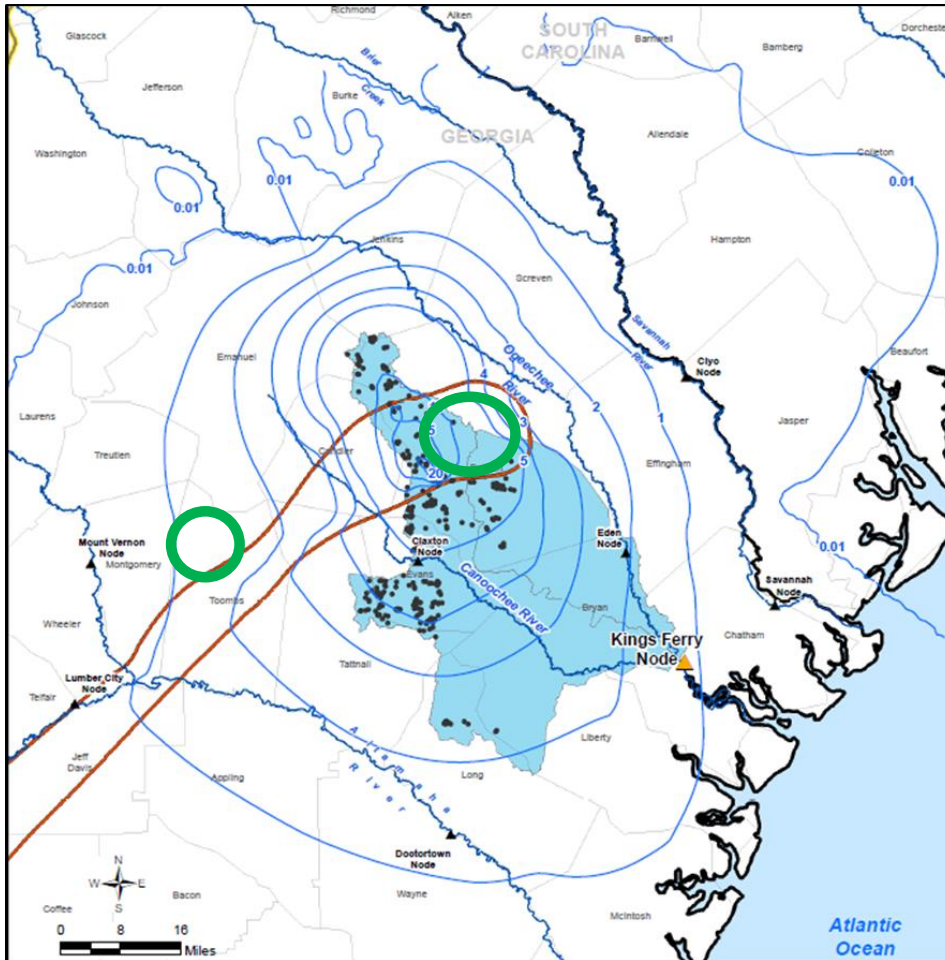 Aiken
Richmond
Dorchester
SOUTH
CAROLINA
Barnwell
Bamberg
Glascock
Brier
Creek
Jefferson
Burke
GEORGIA
Allendale
Colleton
Washington
0.01
0.01
0.01
Jenkins
Hampton
0.01
Screven
Johnson
Savannah
River
Beaufort
Emanuel
Ogeechee
River
Clyo
Node
4
2
1
Laurens
Jasper
3
5
Treutlen
Candler
Effingham
5
20
Mount Vernon
Node
Montgomery
Claxton
Node
Evans
Eden
Node
0.01
Canoochee River
Savannah
Node
Toombs
Bryan
Wheeler
Kings Ferry
Node
Chatham
Tattnall
Lumber City
Node
Telfair
Liberty
Jeff
Davis
Appling
Altamaha
River
Long
Dootortown
Node
N
W E
S
Bacon
Wayne
Coffee
McIntosh
0 8 16
Miles
Atlantic
Ocean